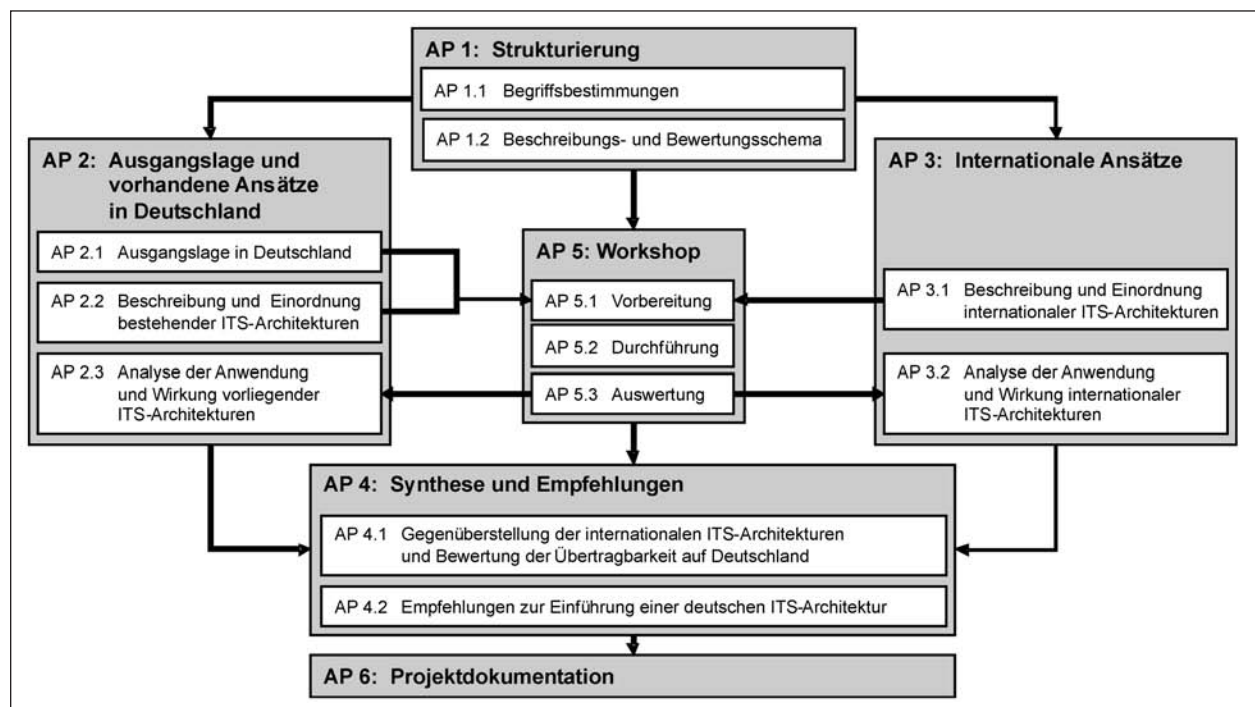 AP 1: Strukturierung
AP 1.1 Begriffsbestimmungen
AP 1.2 Beschreibungs- und Bewertungsschema
AP 2: Ausgangslage und
vorhandene Ansätze
in Deutschland
AP 2.1 Ausgangslage in Deutschland
AP 2.2 Beschreibung und Einordnung
bestehender ITS-Architekturen
AP 2.3 Analyse der Anwendung
und Wirkung vorliegender
ITS-Architekturen
AP 5: Workshop
AP 5.1 Vorbereitung
AP 5.2 Durchführung
AP 5.3 Auswertung
AP 3: Internationale Ansätze
AP 3.1 Beschreibung und Einordnung
internationaler ITS-Architekturen
AP 3.2 Analyse der Anwendung
und Wirkung internationaler
ITS-Architekturen
AP 4: Synthese und Empfehlungen
AP 4.1 Gegenüberstellung der internationalen ITS-Architekturen
und Bewertung der Übertragbarkeit auf Deutschland
AP 4.2 Empfehlungen zur Einführung einer deutschen ITS-Architektur
AP 6: Projektdokumentation